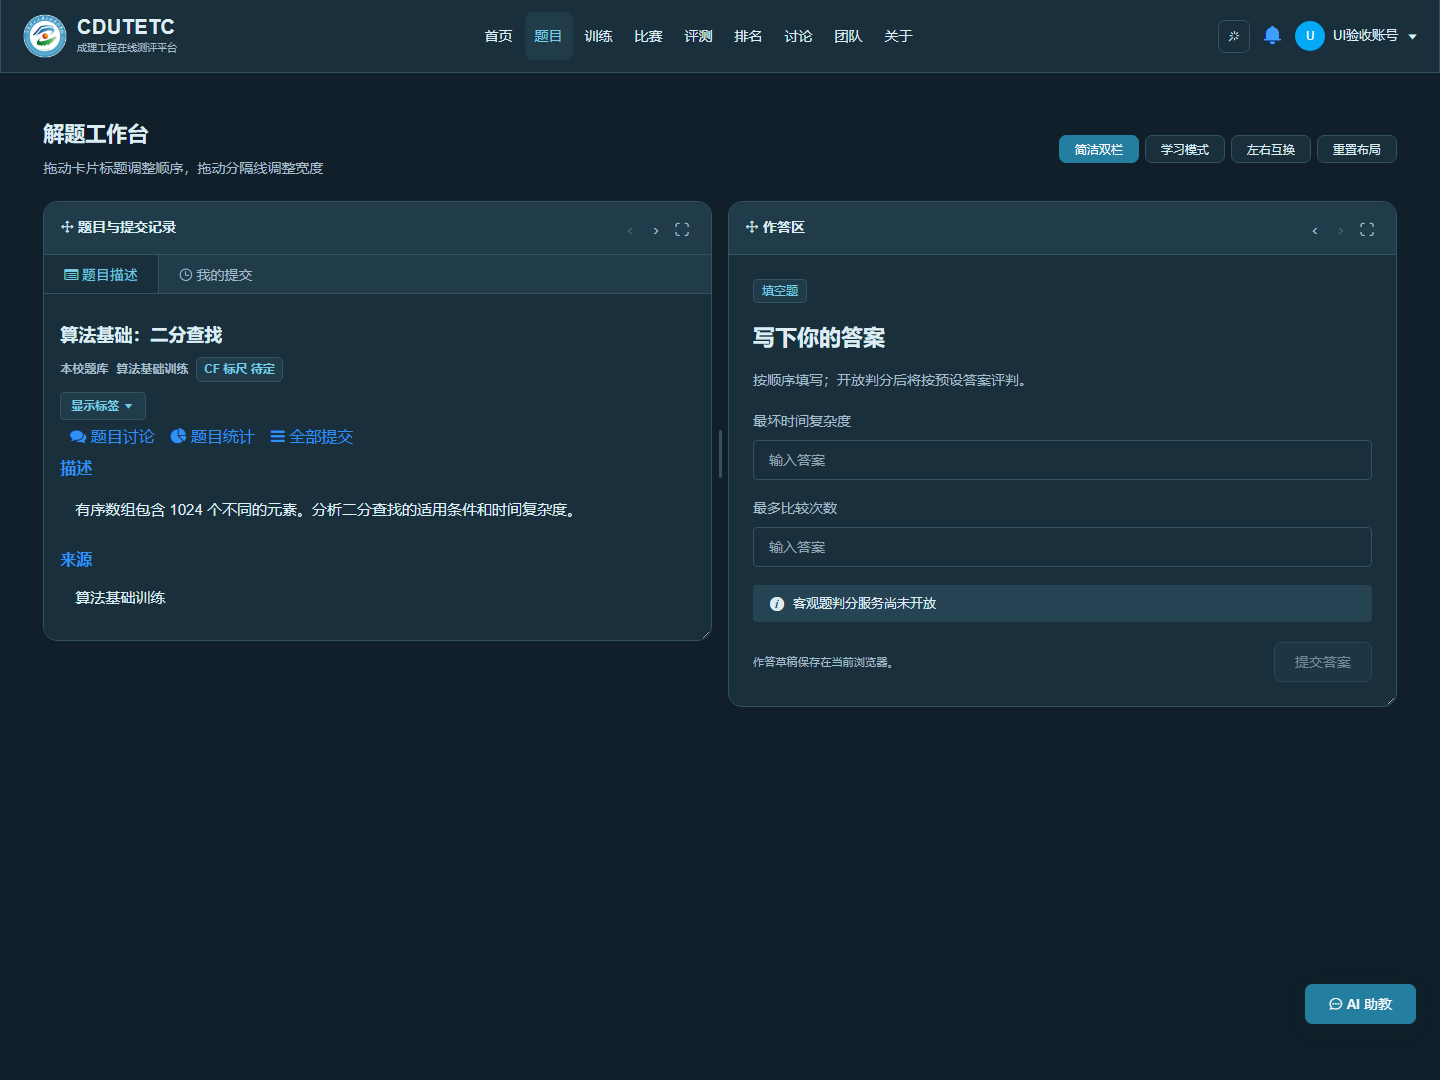 CDUTETC
成理工程在线测评平台
首页 题目 训练 比赛 评测 排名 讨论 团队 关于
U UI验收账号
解题工作台
拖动卡片标题调整顺序，拖动分隔线调整宽度
简洁双栏 学习模式 左右互换 重置布局
题目与提交记录
题目描述 我的提交
算法基础：二分查找
本校题库 算法基础训练 CF 标尺 待定
显示标签
题目讨论 题目统计 全部提交
描述
有序数组包含 1024 个不同的元素。分析二分查找的适用条件和时间复杂度。
来源
算法基础训练
作答区
填空题
写下你的答案
按顺序填写；开放判分后将按预设答案评判。
最坏时间复杂度
输入答案
最多比较次数
输入答案
客观题判分服务尚未开放
作答草稿保存在当前浏览器。
提交答案
AI 助教